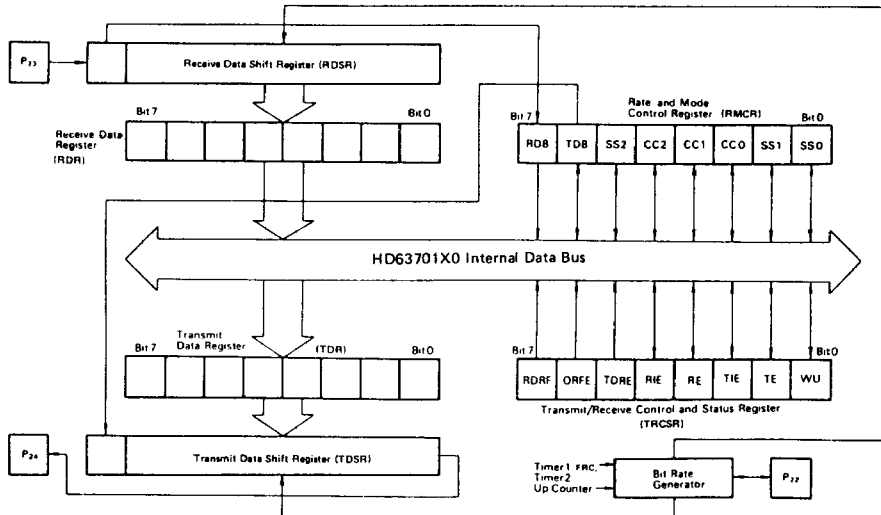 P23
Receive Data Shift Register (RDSR)
Bit 7
Bit 0
Receive Data
Register
(RDR)
Rate and Mode
Control Register (RMCR)
Bit 7
Bit 0
RD8 TD8 SS2 CC2 CC1 CC0 SS1 SS0
HD63701X0 Internal Data Bus
Transmit
Data Register
(TDR)
Bit 7
Bit 0
Bit 7
Bit 0
RDRF ORFE TDRE RIE RE TIE TE WU
Transmit/Receive Control and Status Register
(TRCSR)
P24
Transmit Data Shift Register (TDSR)
Timer 1 FRC,
Timer 2
Up Counter
Bit Rate
Generator
P22